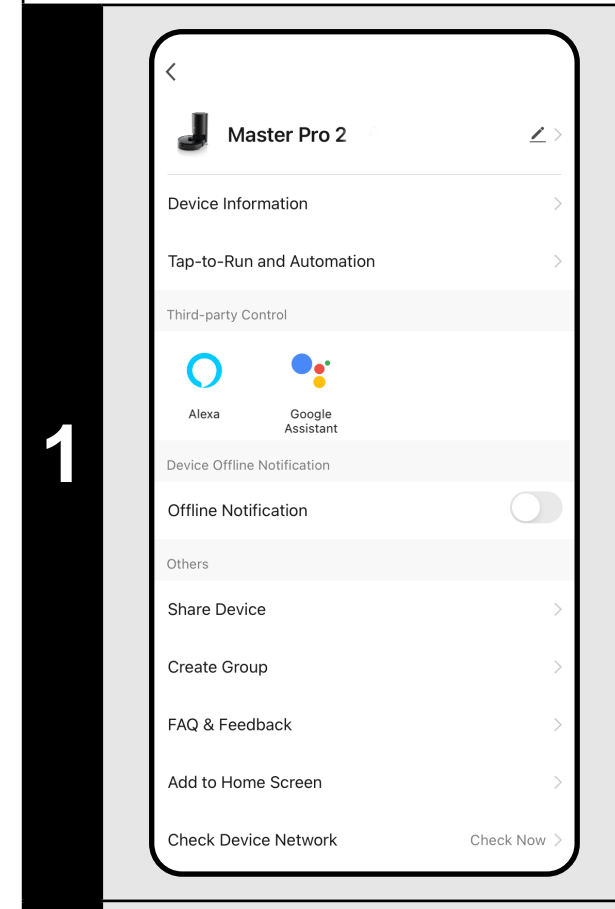 1
Master Pro 2
Device Information
Tap-to-Run and Automation
Third-party Control
Alexa
Google
Assistant
Device Offline Notification
Offline Notification
Others
Share Device
Create Group
FAQ & Feedback
Add to Home Screen
Check Device Network Check Now